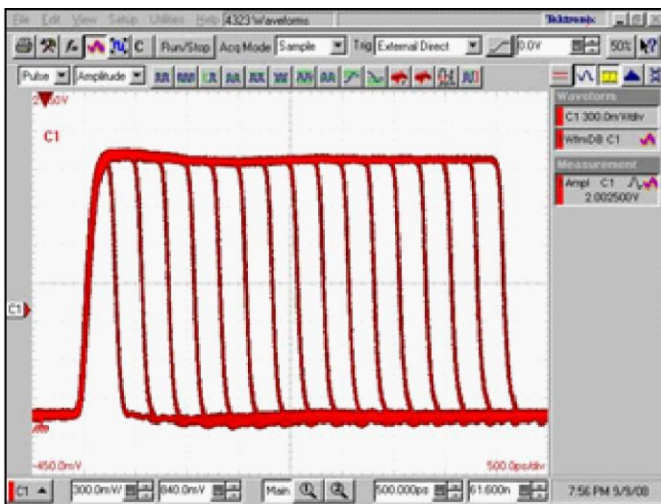 File Edit View Setup Utilities Help 4323 Waveforms Tektronix
C Run/Stop Acq Mode Sample Trig External Direct 0.0V 50%
Pulse Amplitude
C1
Waveform
C1 300.0mV/div
WfmDB C1
Measurement
Ampl C1
2.002500V
C1
-450.0mV 500.0ps/div
C1 300.0mV/ 840.0mV Main 500.000ps 61.600n 7:56 PM 9/9/08